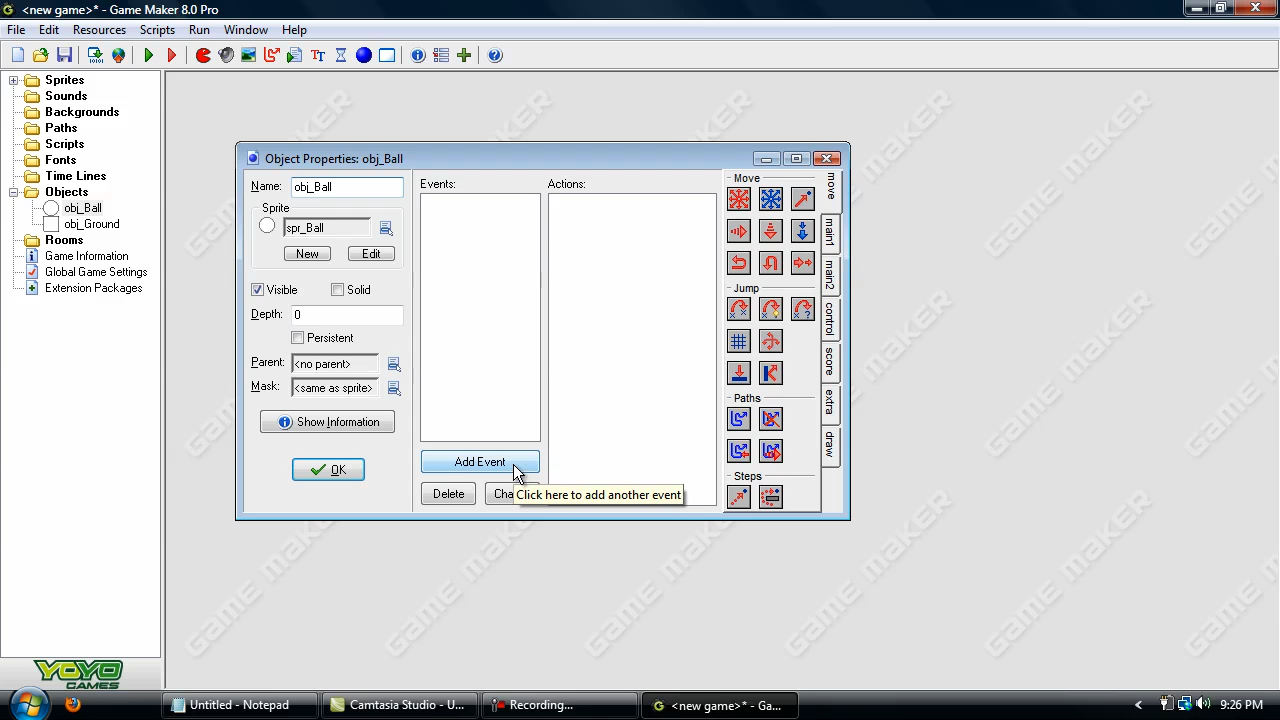 <new game>* - Game Maker 8.0 Pro
File Edit Resources Scripts Run Window Help
Sprites
Sounds
Backgrounds
Paths
Scripts
Fonts
Time Lines
Objects
obj_Ball
obj_Ground
Rooms
Game Information
Global Game Settings
Extension Packages
YOYO
GAMES
Object Properties: obj_Ball
Name: obj_Ball
Sprite
spr_Ball
New Edit
Visible Solid
Depth: 0
Persistent
Parent: <no parent>
Mask: <same as sprite>
Show Information
OK
Events:
Add Event
Delete Cha
Click here to add another event
Actions:
Move
Jump
Paths
Steps
move
main1
main2
control
score
extra
draw
GAME MAKER
Untitled - Notepad
Camtasia Studio - U...
Recording...
<new game>* - Ga...
9:26 PM